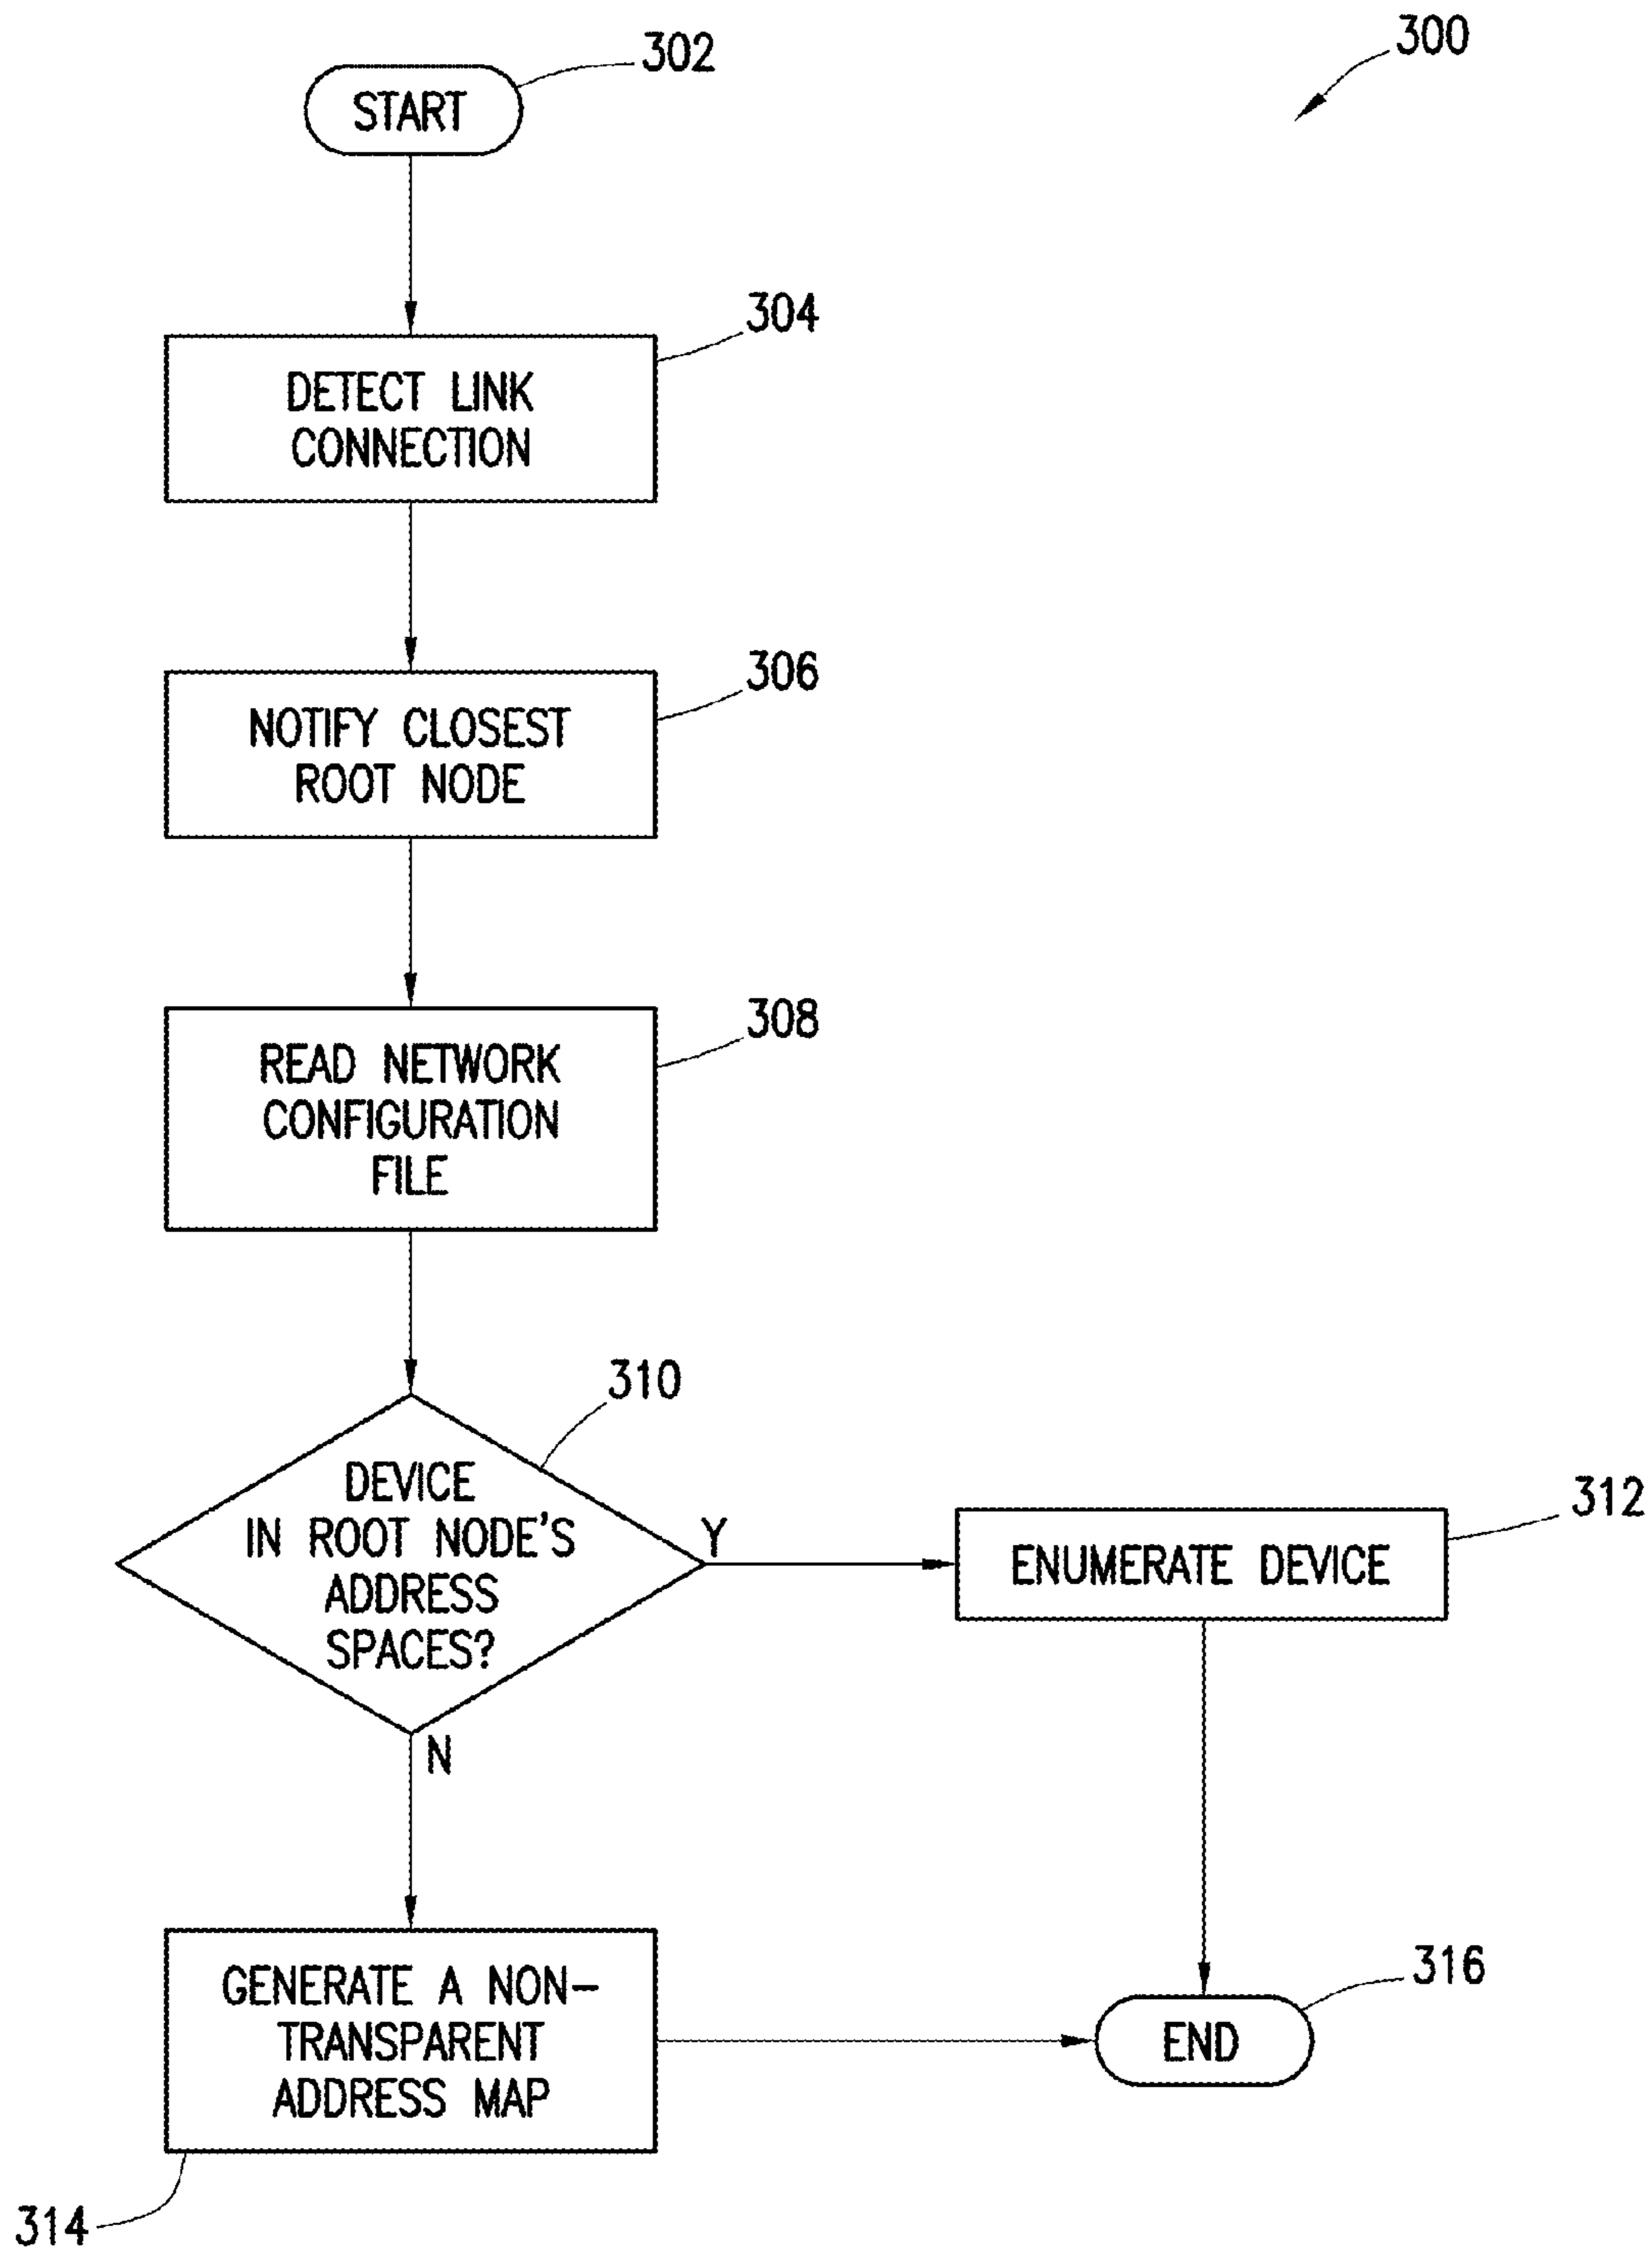 300
302
START
304
DETECT LINK
CONNECTION
306
NOTIFY CLOSEST
ROOT NODE
308
READ NETWORK
CONFIGURATION
FILE
310
DEVICE
IN ROOT NODE'S
ADDRESS
SPACES?
Y
N
312
ENUMERATE DEVICE
314
GENERATE A NON-
TRANSPARENT
ADDRESS MAP
316
END